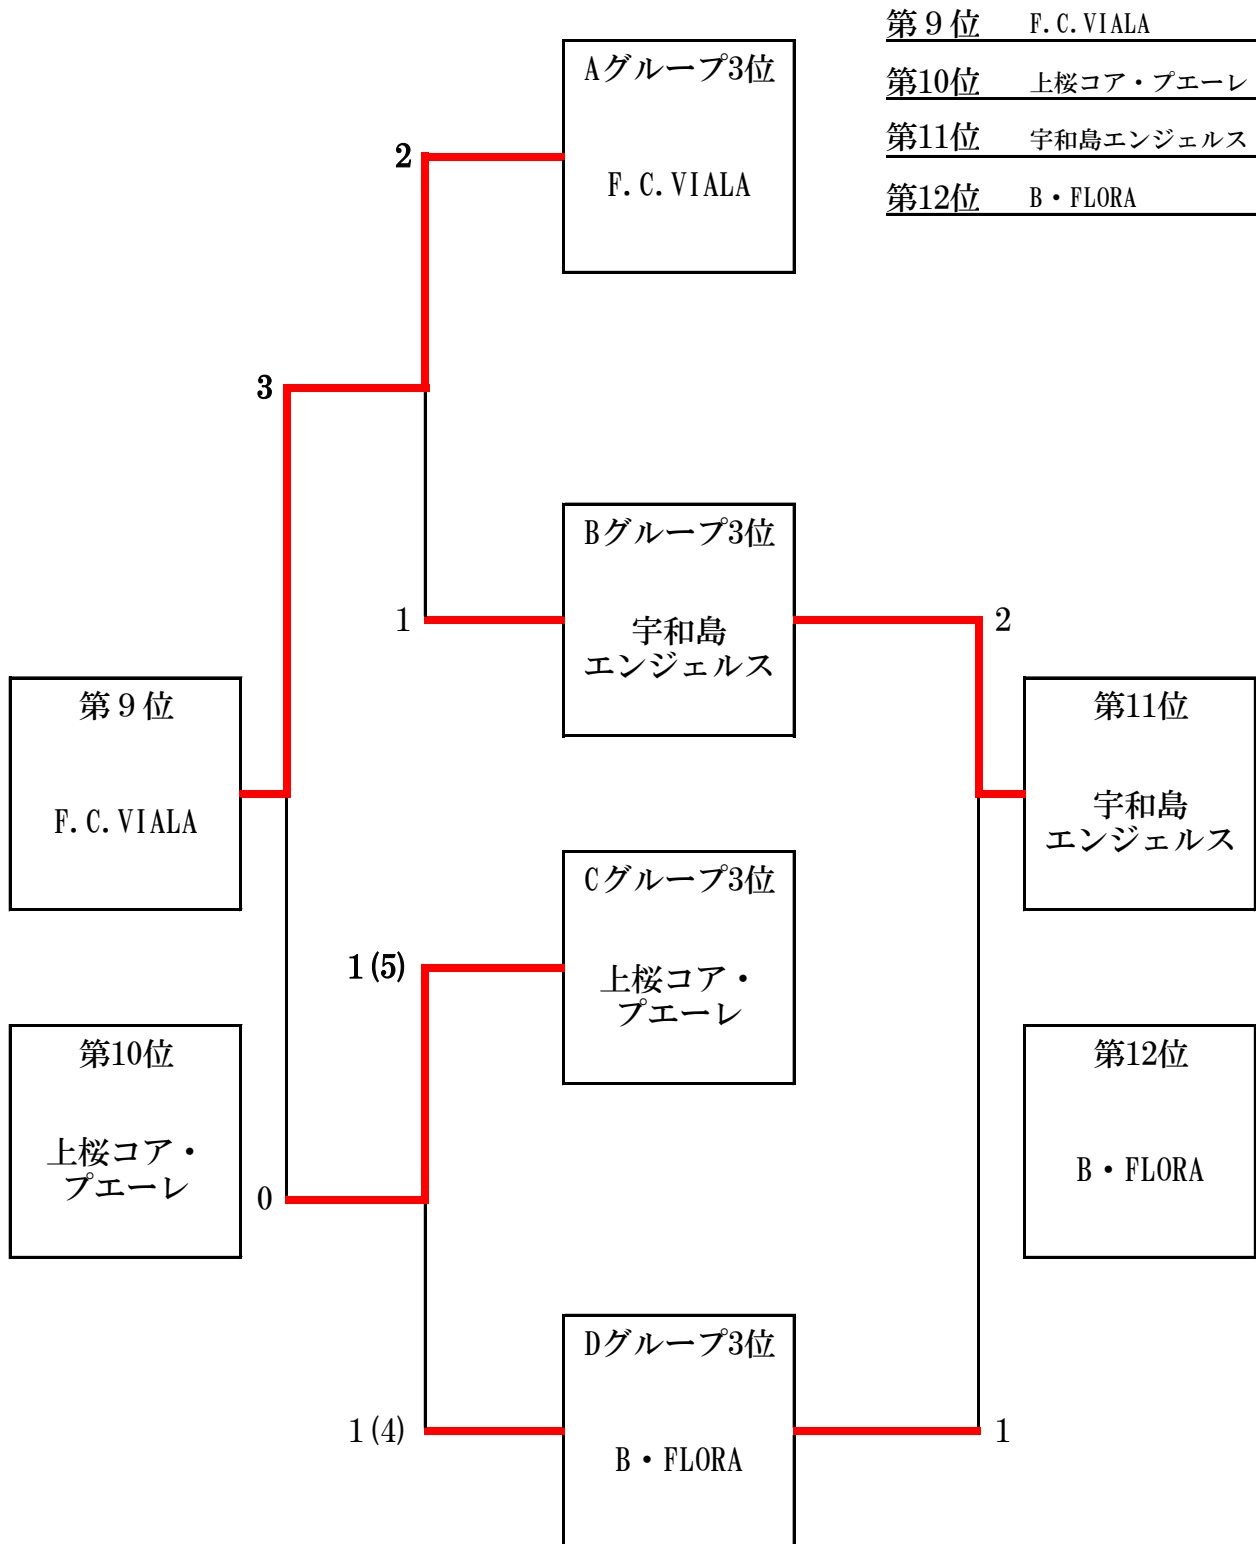 第９位 F.C.VIALA
第10位 上桜コア・プエーレ
第11位 宇和島エンジェルス
第12位 B・FLORA
Aグループ3位
F.C.VIALA
2
3
Bグループ3位
宇和島
エンジェルス
1
2
第９位
F.C.VIALA
第11位
宇和島
エンジェルス
Cグループ3位
上桜コア・
プエーレ
1(5)
第10位
上桜コア・
プエーレ
0
第12位
B・FLORA
Dグループ3位
B・FLORA
1(4)
1